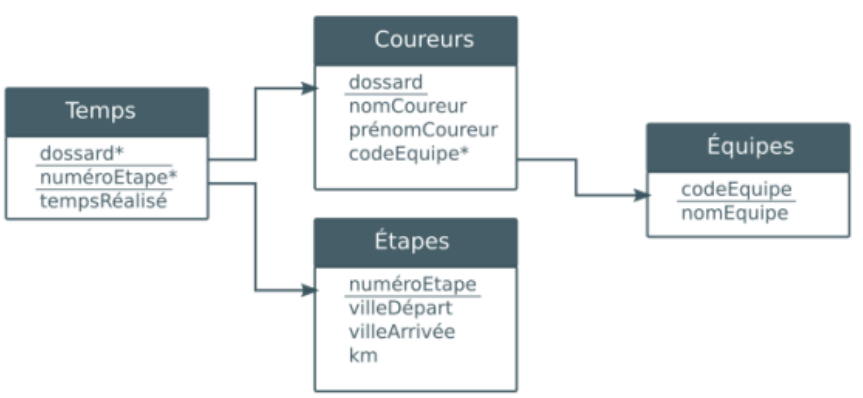 Temps
dossard*
numéroEtape*
tempsRéalisé
Coureurs
dossard
nomCoureur
prénomCoureur
codeEquipe*
Étapes
numéroEtape
villeDépart
villeArrivée
km
Équipes
codeEquipe
nomEquipe